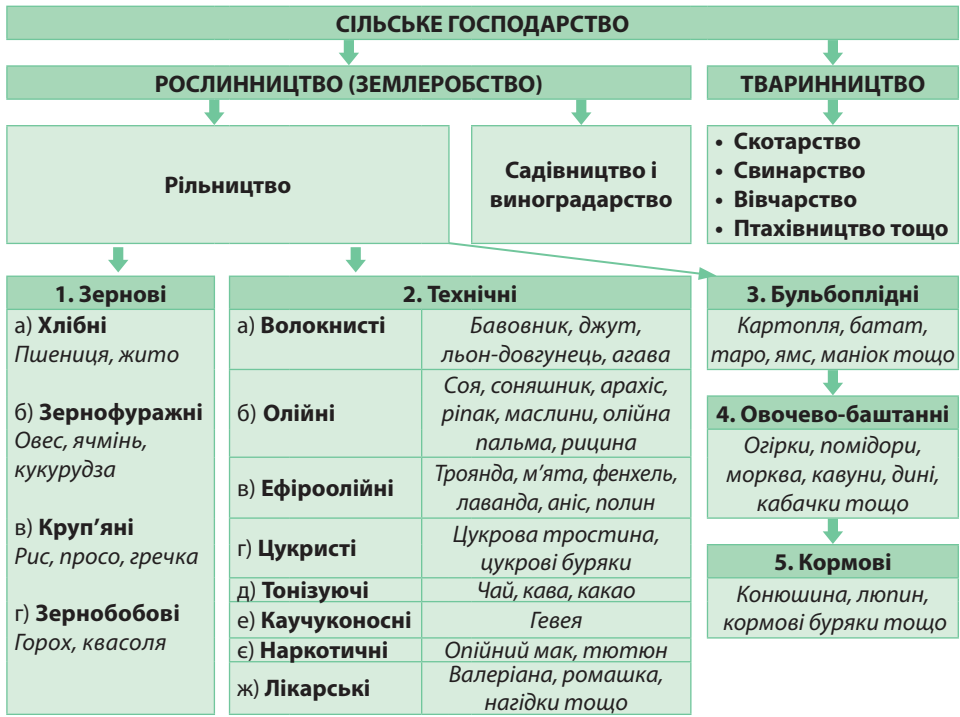 СІЛЬСЬКЕ ГОСПОДАРСТВО
РОСЛИННИЦТВО (ЗЕМЛЕРОБСТВО)
ТВАРИННИЦТВО
Рільництво
Садівництво і
виноградарство
• Скотарство
• Свинарство
• Вівчарство
• Птахівництво тощо
1. Зернові
а) Хлібні
Пшениця, жито
б) Зернофуражні
Овес, ячмінь,
кукурудза
в) Круп’яні
Рис, просо, гречка
г) Зернобобові
Горох, квасоля
2. Технічні
а) Волокнисті
Бавовник, джут,
льон-довгунець, агава
б) Олійні
Соя, соняшник, арахіс,
ріпак, маслини, олійна
пальма, рицина
в) Ефіроолійні
Троянда, м’ята, фенхель,
лаванда, аніс, полин
г) Цукристі
Цукрова тростина,
цукрові буряки
д) Тонізуючі
Чай, кава, какао
е) Каучуконосні
Гевея
є) Наркотичні
Опійний мак, тютюн
ж) Лікарські
Валеріана, ромашка,
нагідки тощо
3. Бульбоплідні
Картопля, батат,
таро, ямс, маніок тощо
4. Овочево-баштанні
Огірки, помідори,
морква, кавуни, дині,
кабачки тощо
5. Кормові
Конюшина, люпин,
кормові буряки тощо